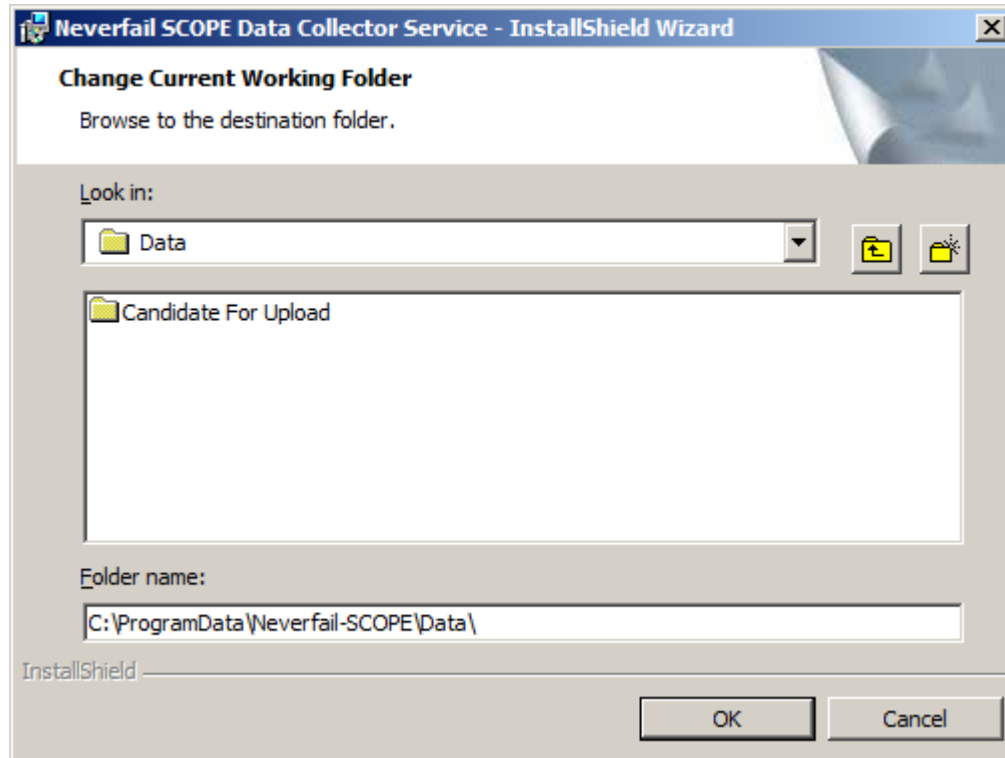 Neverfail SCOPE Data Collector Service - InstallShield Wizard
Change Current Working Folder
Browse to the destination folder.
Look in:
Data
Candidate For Upload
Folder name:
C:\ProgramData\Neverfail-SCOPE\Data\
InstallShield
OK Cancel